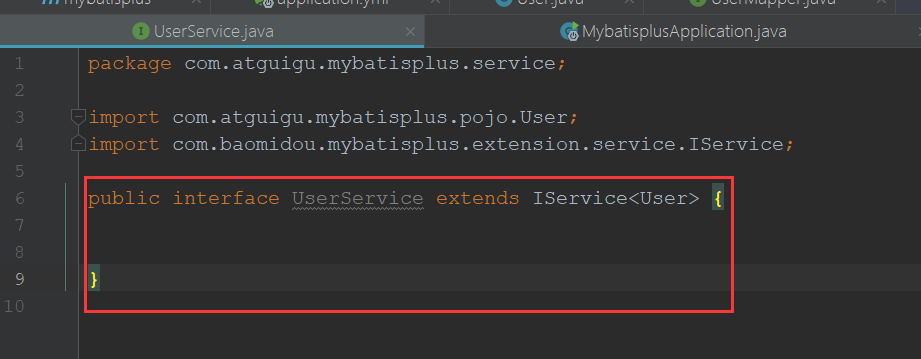 mybatisplus application.yml User.java UserMapper.java
UserService.java MybatisplusApplication.java
1 package com.atguigu.mybatisplus.service;
2
3 import com.atguigu.mybatisplus.pojo.User;
4 import com.baomidou.mybatisplus.extension.service.IService;
5
6 public interface UserService extends IService<User> {
7
8
9 }
10